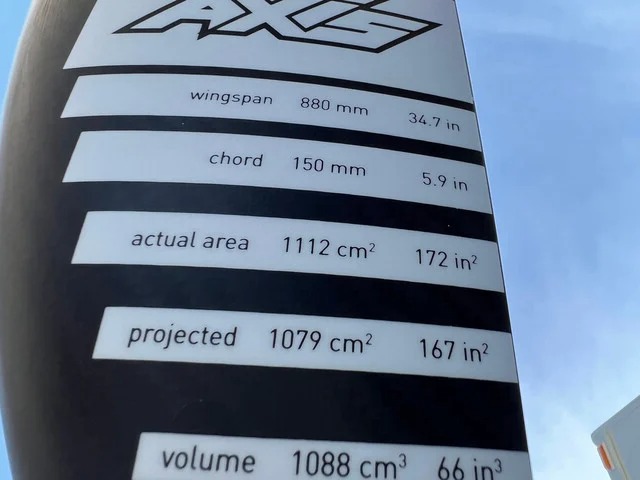 AXIS
wingspan 880 mm 34.7 in
chord 150 mm 5.9 in
actual area 1112 cm² 172 in²
projected 1079 cm² 167 in²
volume 1088 cm³ 66 in³